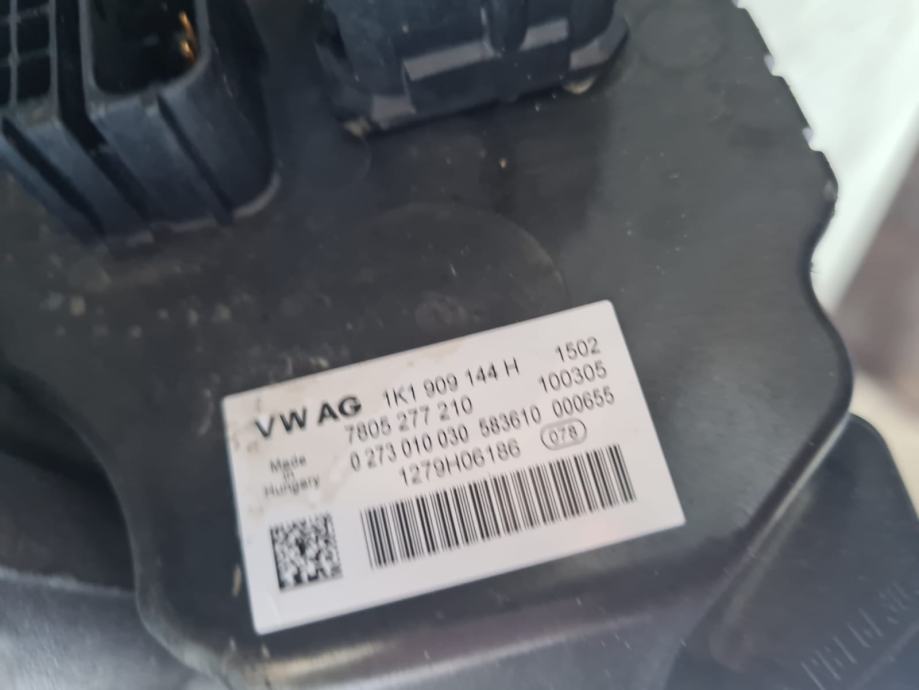 VW AG 1K1 909 144 H 1502
7805 277 210 100305
0 273 010 030 583610 000655
1279H06186 078
Made
in
Hungary